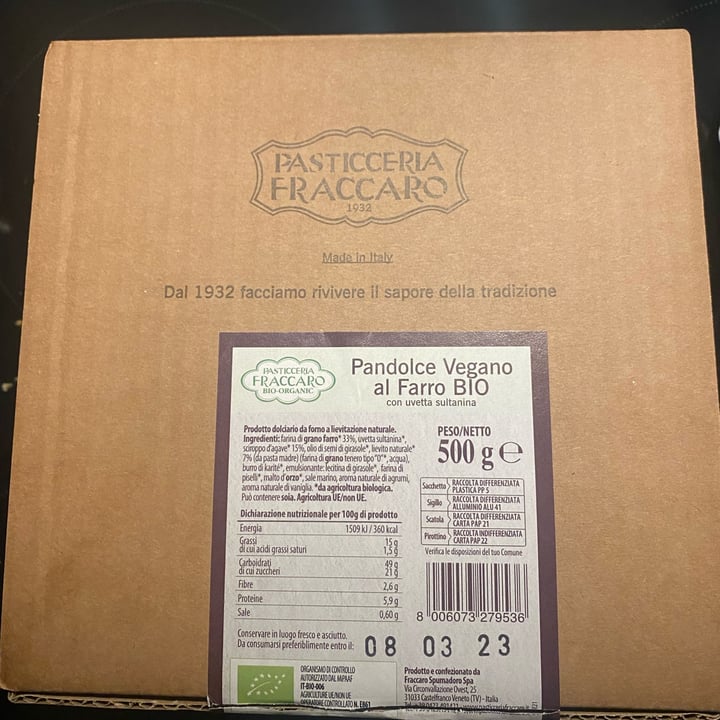 PASTICCERIA
FRACCARO
1932
Made in Italy
Dal 1932 facciamo rivivere il sapore della tradizione
PASTICCERIA
FRACCARO
BIO-ORGANIC
Pandolce Vegano
al Farro BIO
con uvetta sultanina
Prodotto dolciario da forno a lievitazione naturale.
Ingredienti: farina di grano farro* 33%, uvetta sultanina*,
sciroppo d'agave* 15%, olio di semi di girasole*, lievito naturale*
7% (da pasta madre) (farina di grano tenero tipo "0"*, acqua),
burro di karité*, emulsionante: lecitina di girasole*, farina di
piselli*, malto d'orzo*, sale marino, aroma naturale di agrumi,
aroma naturale di vaniglia. *da agricoltura biologica.
Può contenere soia. Agricoltura UE/non UE.
PESO/NETTO
500 g e
Sacchetto RACCOLTA DIFFERENZIATA
PLASTICA PP 5
Sigillo RACCOLTA DIFFERENZIATA
ALLUMINIO ALU 41
Scatola RACCOLTA DIFFERENZIATA
CARTA PAP 21
Pirottino RACCOLTA INDIFFERENZIATA
CARTA PAP 22
Verifica le disposizioni del tuo Comune
Dichiarazione nutrizionale per 100g di prodotto
Energia 1509 kJ / 360 kcal
Grassi 15 g
di cui acidi grassi saturi 1,5 g
Carboidrati 49 g
di cui zuccheri 21 g
Fibre 2,6 g
Proteine 5,9 g
Sale 0,60 g
8 006073 279536
Conservare in luogo fresco e asciutto.
Da consumarsi preferibilmente entro il:
08 03 23
ORGANISMO DI CONTROLLO
AUTORIZZATO DAL MiPAAF
IT-BIO-006
AGRICOLTURE UE/NON UE
OPERATORE CONTROLLATO N. E861
Prodotto e confezionato da
Fraccaro Spumadoro Spa
Via Circonvallazione Ovest, 25
31033 Castelfranco Veneto (TV) - Italia